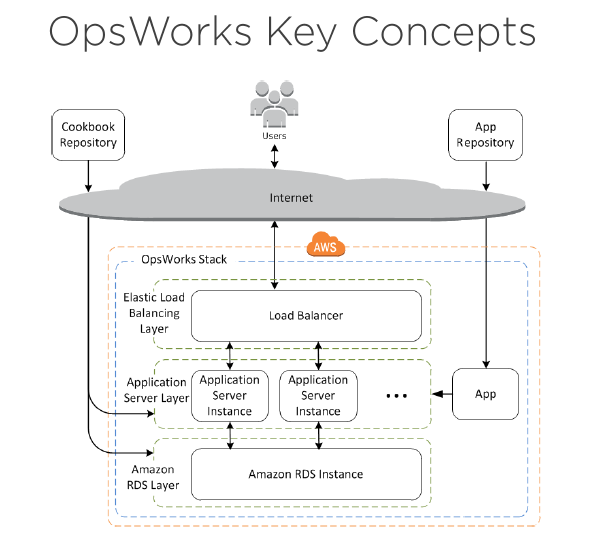 OpsWorks Key Concepts
Users
Cookbook
Repository
App
Repository
Internet
AWS
OpsWorks Stack
Elastic Load
Balancing
Layer
Load Balancer
Application
Server Layer
Application
Server
Instance
Application
Server
Instance
...
App
Amazon
RDS Layer
Amazon RDS Instance